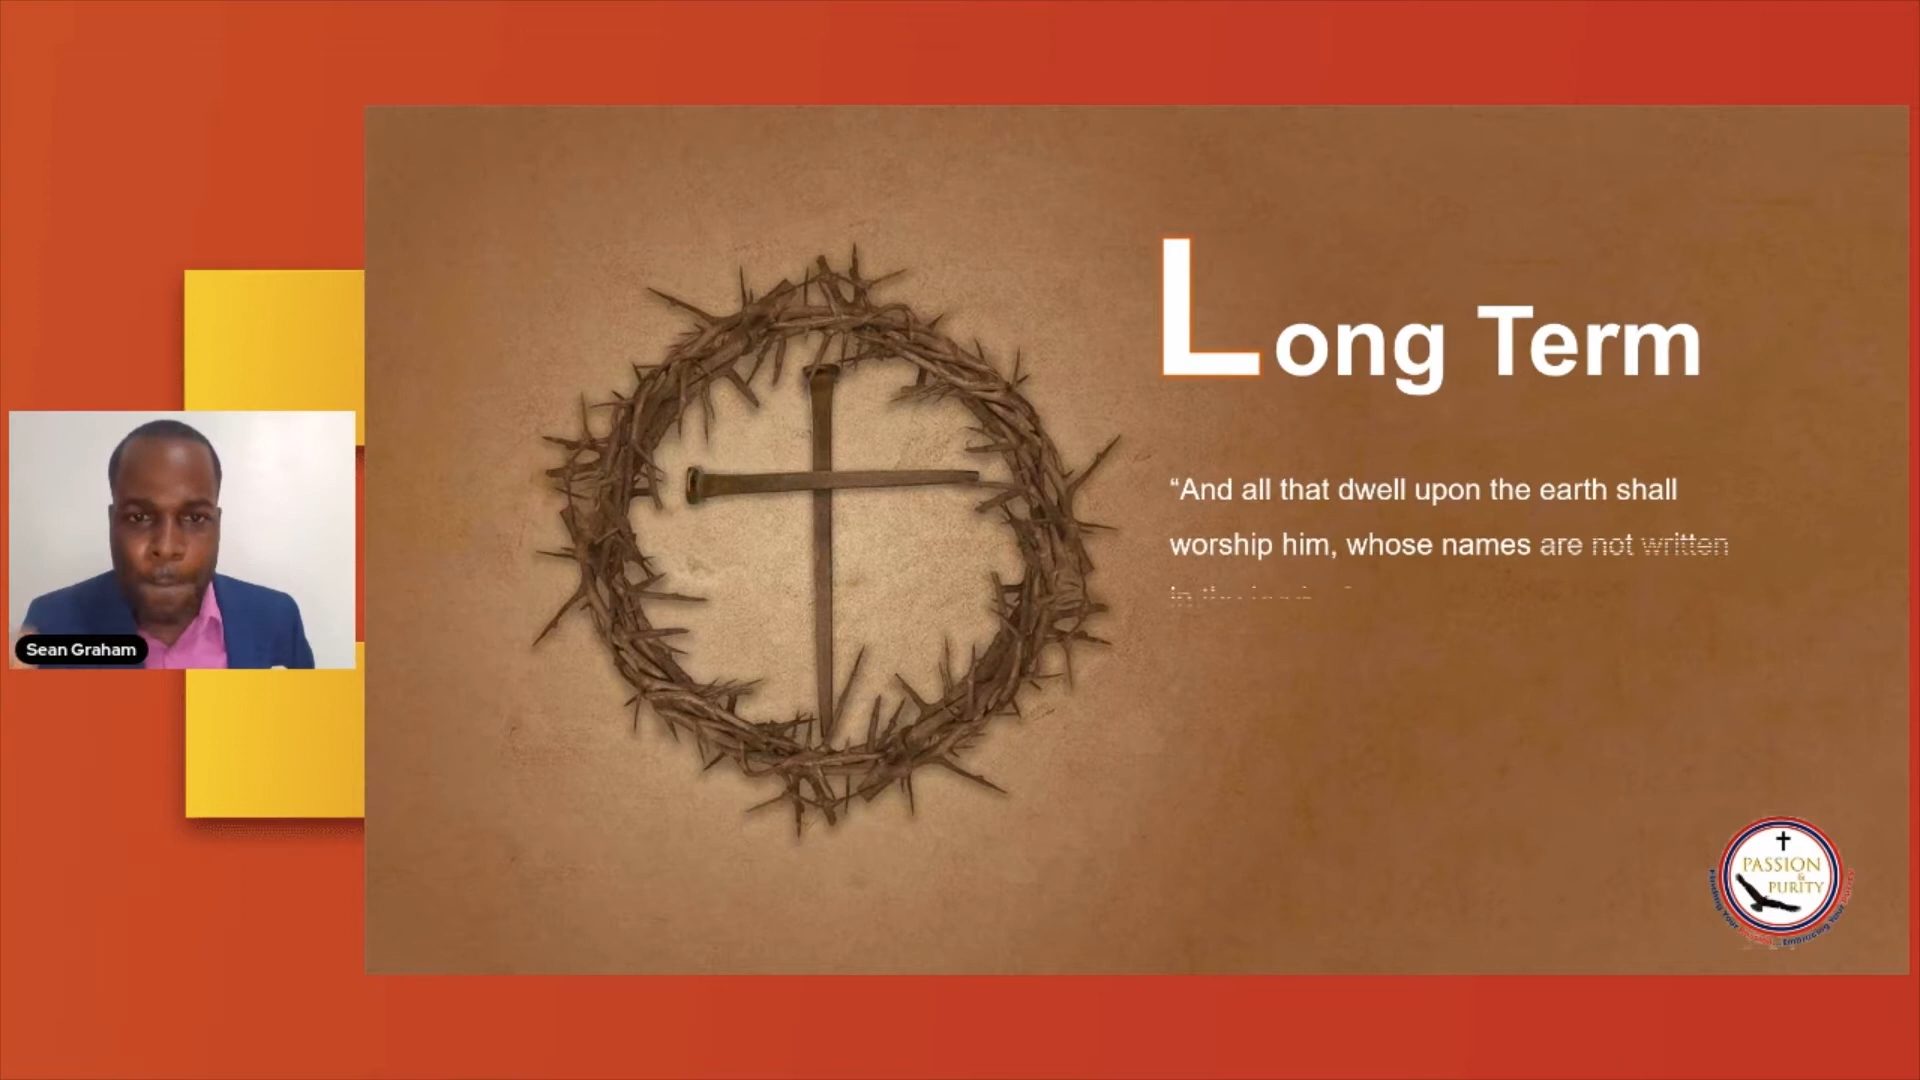 Long Term
“And all that dwell upon the earth shall
worship him, whose names are not written
Sean Graham
PASSION
&
PURITY